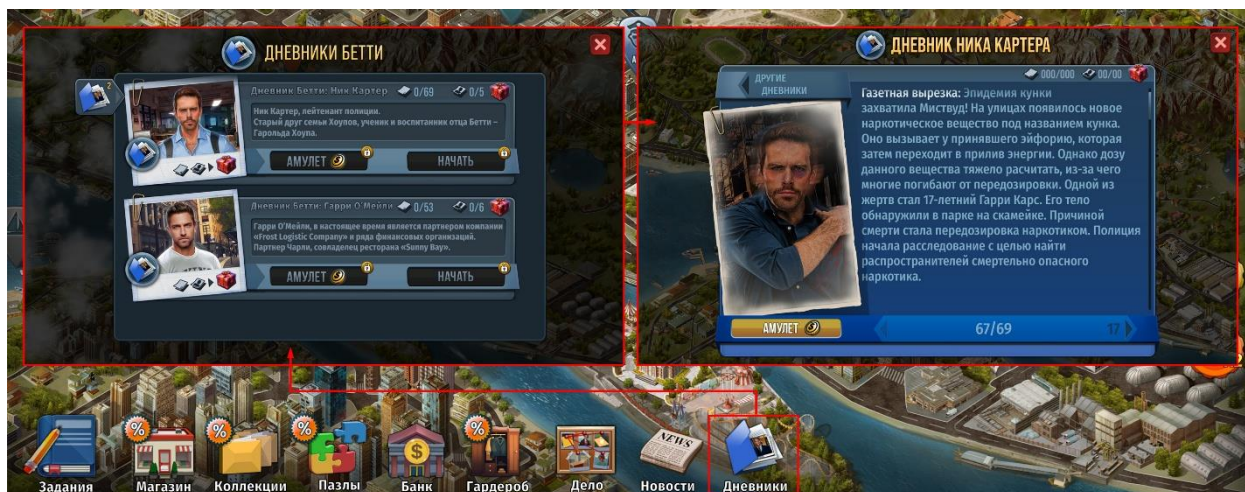 ДНЕВНИКИ БЕТТИ
2
Дневник Бетти: Ник Картер 0/69 0/5
Ник Картер, лейтенант полиции.
Старый друг семьи Хоупов, ученик и воспитанник отца Бетти –
Гарольда Хоупа.
АМУЛЕТ НАЧАТЬ
Дневник Бетти: Гарри О'Мейли 0/53 0/6
Гарри О'Мейли, в настоящее время является партнером компании
«Frost Logistic Company» и ряда финансовых организаций.
Партнер Чарли, совладелец ресторана «Sunny Bay».
АМУЛЕТ НАЧАТЬ
ДНЕВНИК НИКА КАРТЕРА
ДРУГИЕ
ДНЕВНИКИ
000/000 00/00
Газетная вырезка: Эпидемия кунки
захватила Миствуд! На улицах появилось новое
наркотическое вещество под названием кунка.
Оно вызывает у принявшего эйфорию, которая
затем переходит в прилив энергии. Однако дозу
данного вещества тяжело расчитать, из-за чего
многие погибают от передозировки. Одной из
жертв стал 17-летний Гарри Карс. Его тело
обнаружили в парке на скамейке. Причиной
смерти стала передозировка наркотиком. Полиция
начала расследование с целью найти
распространителей смертельно опасного
наркотика.
АМУЛЕТ 67/69 17
% % % $ % NEWS
Задания Магазин Коллекции Пазлы Банк Гардероб Дело Новости Дневники